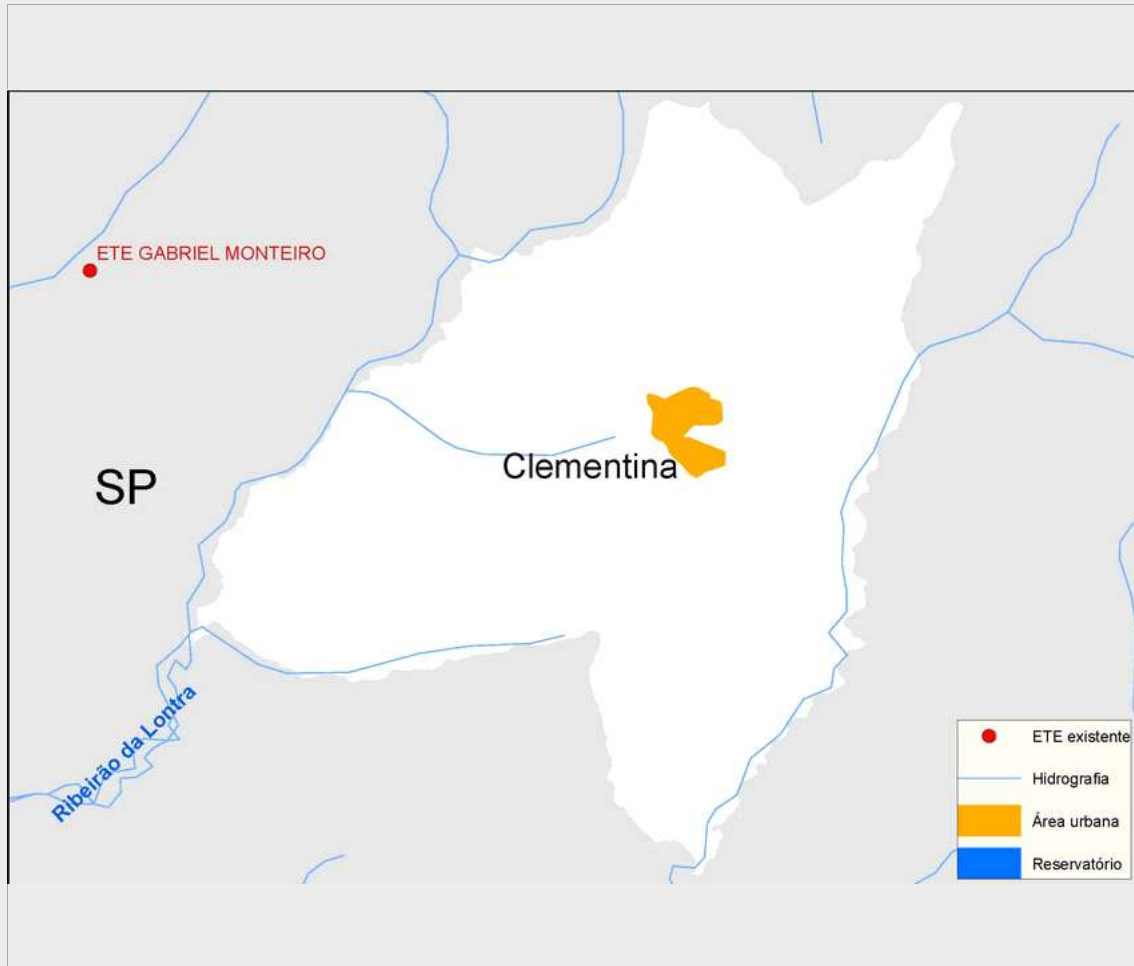 ETE GABRIEL MONTEIRO
Clementina
SP
Ribeirão da Lontra
ETE existente
Hidrografia
Área urbana
Reservatório